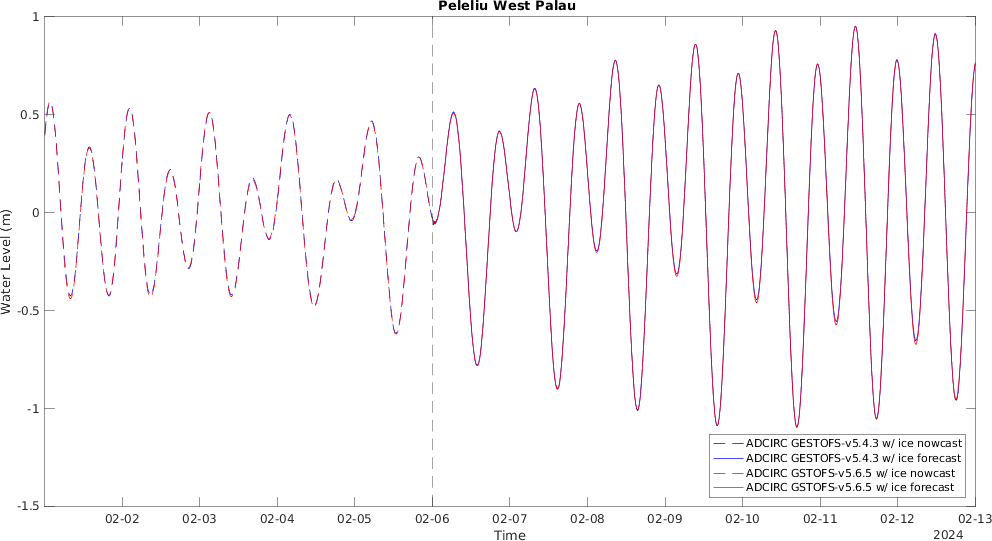 Peleliu West Palau
Water Level (m)
1
0.5
0
-0.5
-1
-1.5
ADCIRC GESTOFS-v5.4.3 w/ ice nowcast
ADCIRC GESTOFS-v5.4.3 w/ ice forecast
ADCIRC GSTOFS-v5.6.5 w/ ice nowcast
ADCIRC GSTOFS-v5.6.5 w/ ice forecast
02-02 02-03 02-04 02-05 02-06 02-07 02-08 02-09 02-10 02-11 02-12 02-13
Time
2024